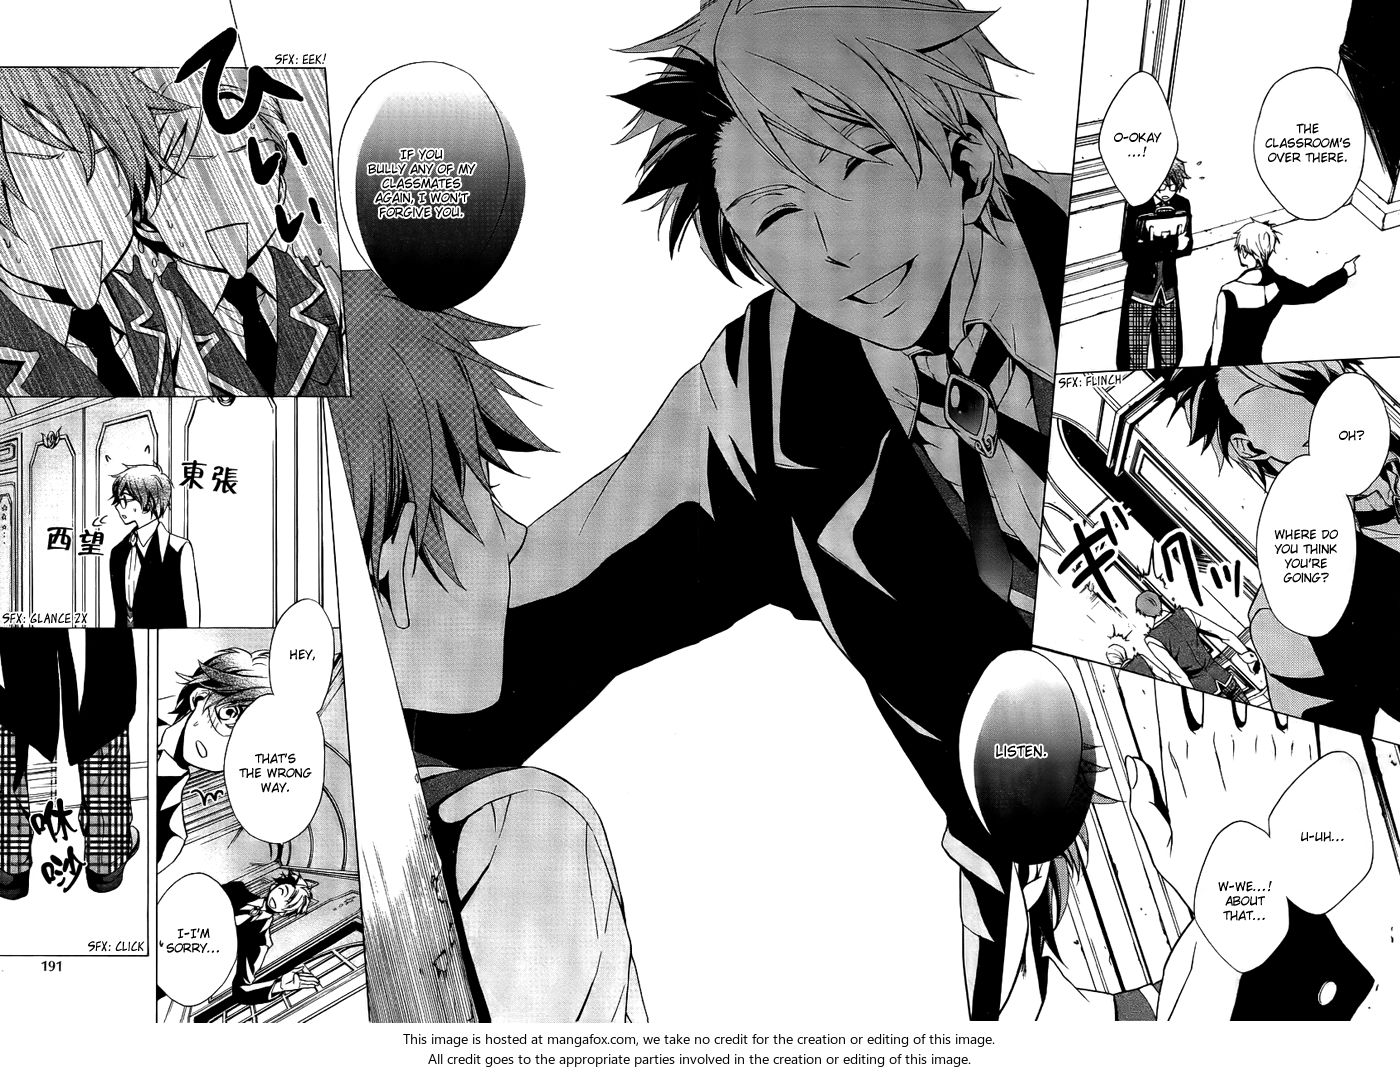 THE
CLASSROOM'S
OVER THERE.
O-OKAY
...!
SFX: FLINCH
OH?
WHERE DO
YOU THINK
YOU'RE
GOING?
ギクッ
U-UH...
W-WE...!
ABOUT
THAT...
LISTEN.
IF YOU
BULLY ANY OF MY
CLASSMATES
AGAIN, I WON'T
FORGIVE YOU.
SFX: EEK!
ひいい
東張
西望
SFX: GLANCE 2X
HEY,
THAT'S
THE WRONG
WAY.
I-I'M
SORRY...
咻
唦
SFX: CLICK
191
This image is hosted at mangafox.com, we take no credit for the creation or editing of this image.
All credit goes to the appropriate parties involved in the creation or editing of this image.